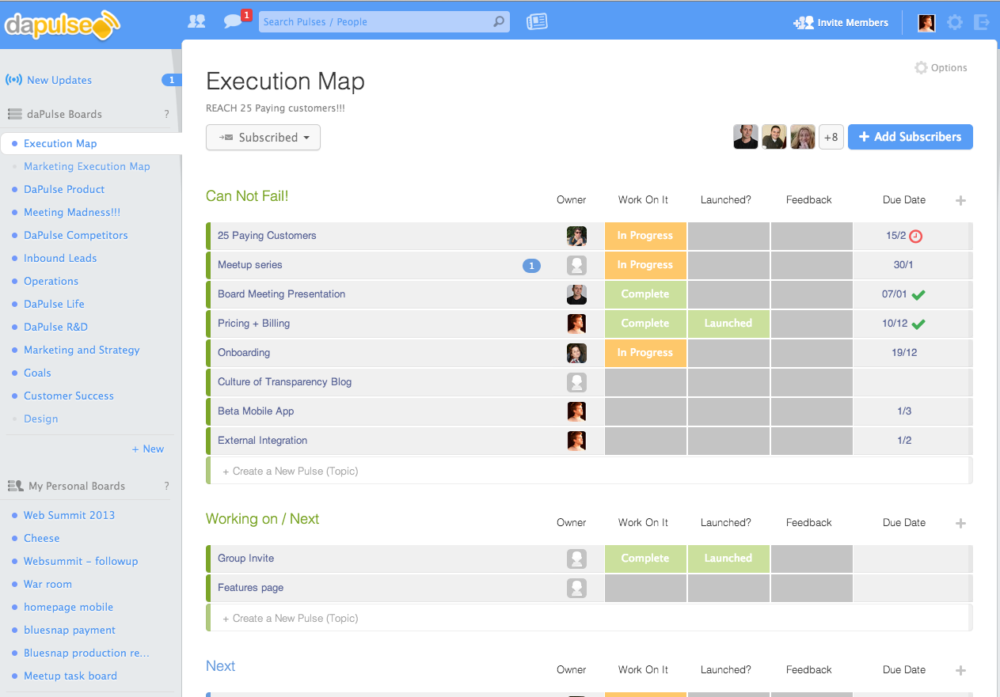 dapulse
1
Search Pulses / People
Invite Members
New Updates 1
daPulse Boards ?
Execution Map
Marketing Execution Map
DaPulse Product
Meeting Madness!!!
DaPulse Competitors
Inbound Leads
Operations
DaPulse Life
DaPulse R&D
Marketing and Strategy
Goals
Customer Success
Design
+ New
My Personal Boards ?
Web Summit 2013
Cheese
Websummit – followup
War room
homepage mobile
bluesnap payment
Bluesnap production re...
Meetup task board
Options
Execution Map
REACH 25 Paying customers!!!
Subscribed
+8
+ Add Subscribers
Can Not Fail! Owner Work On It Launched? Feedback Due Date +
25 Paying Customers In Progress 15/2
Meetup series 1 In Progress 30/1
Board Meeting Presentation Complete 07/01
Pricing + Billing Complete Launched 10/12
Onboarding In Progress 19/12
Culture of Transparency Blog
Beta Mobile App 1/3
External Integration 1/2
+ Create a New Pulse (Topic)
Working on / Next Owner Work On It Launched? Feedback Due Date +
Group Invite Complete Launched
Features page
+ Create a New Pulse (Topic)
Next Owner Work On It Launched? Feedback Due Date +